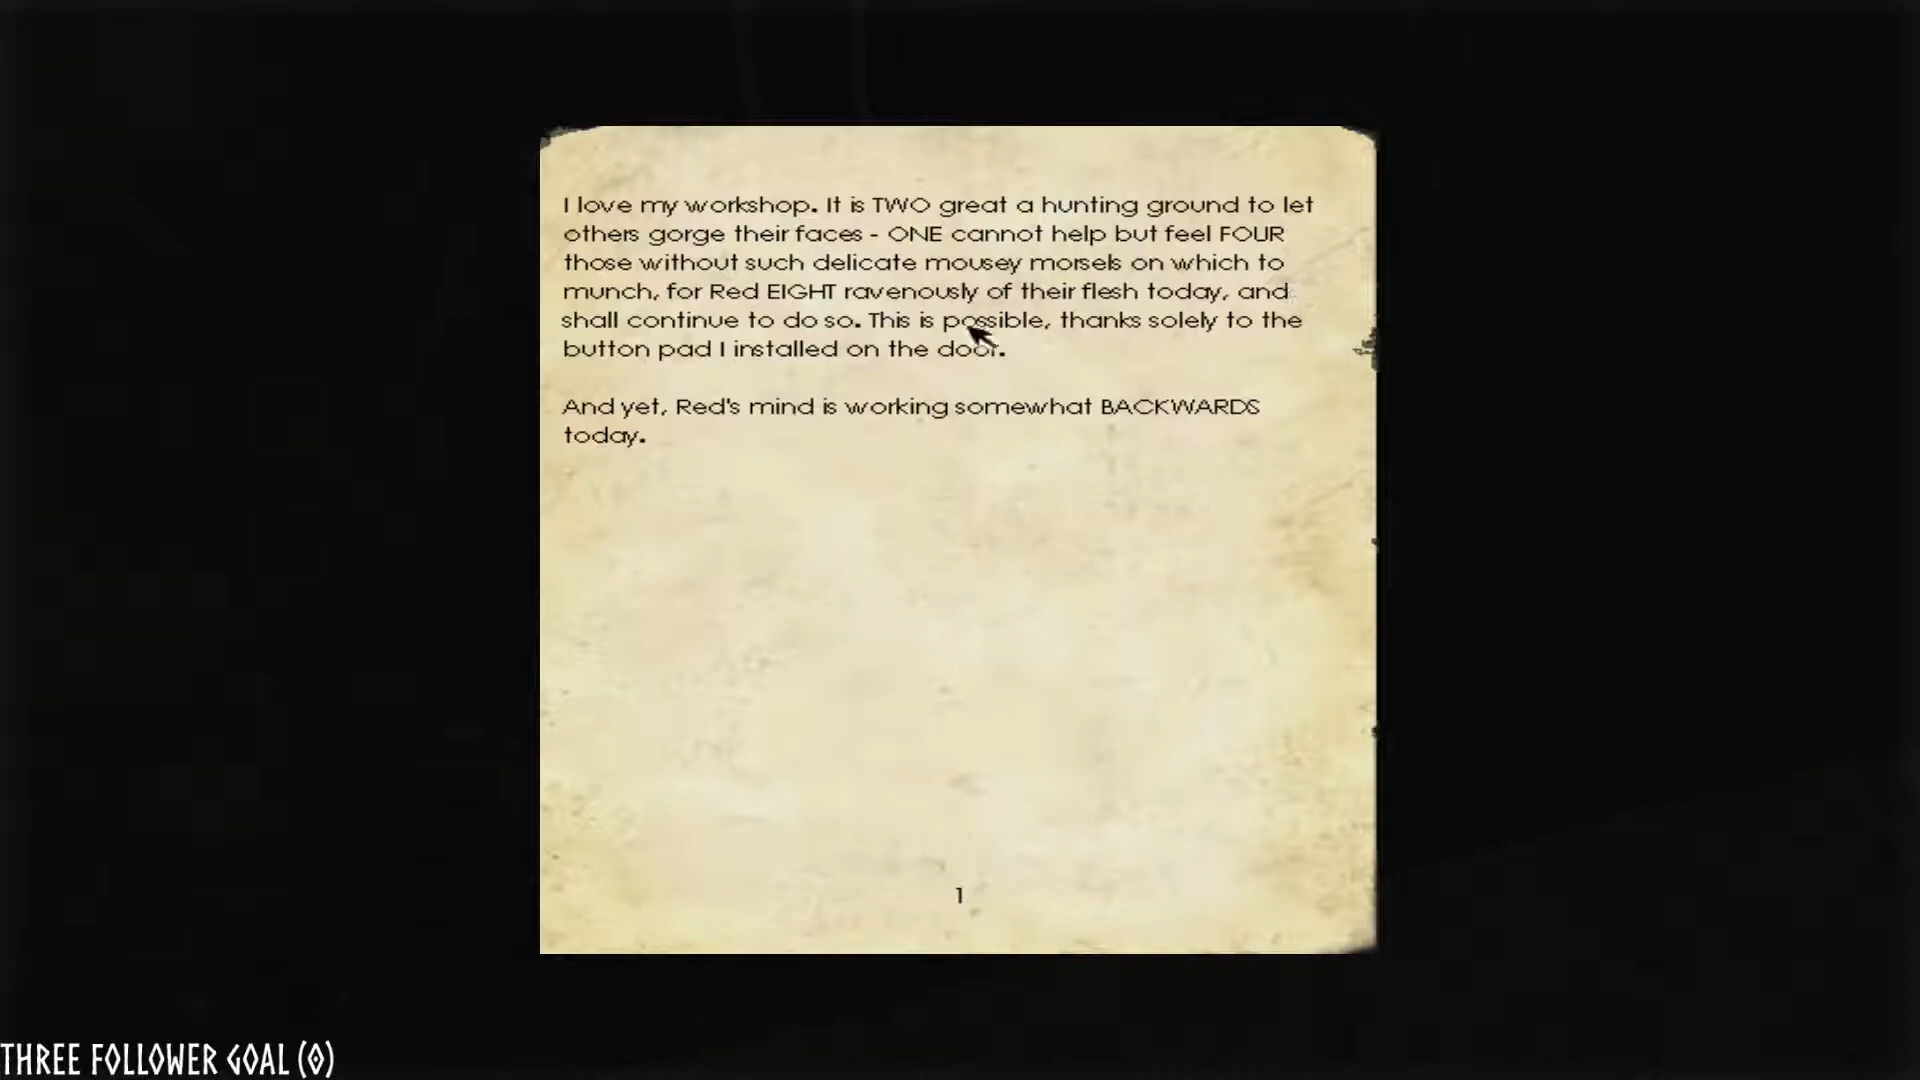 I love my workshop. It is TWO great a hunting ground to let
others gorge their faces - ONE cannot help but feel FOUR
those without such delicate mousey morsels on which to
munch, for Red EIGHT ravenously of their flesh today, and
shall continue to do so. This is possible, thanks solely to the
button pad I installed on the door.
And yet, Red's mind is working somewhat BACKWARDS
today.
1
THREE FOLLOWER GOAL (0)